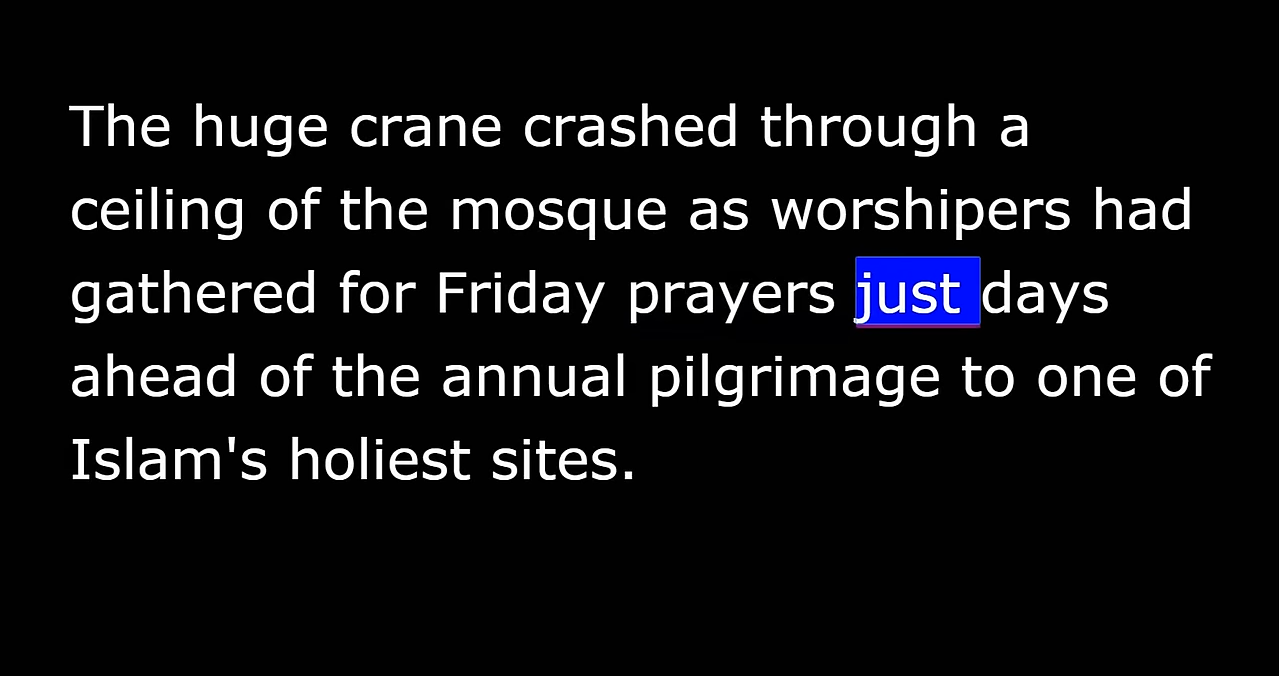 The huge crane crashed through a
ceiling of the mosque as worshipers had
gathered for Friday prayers just days
ahead of the annual pilgrimage to one of
Islam's holiest sites.